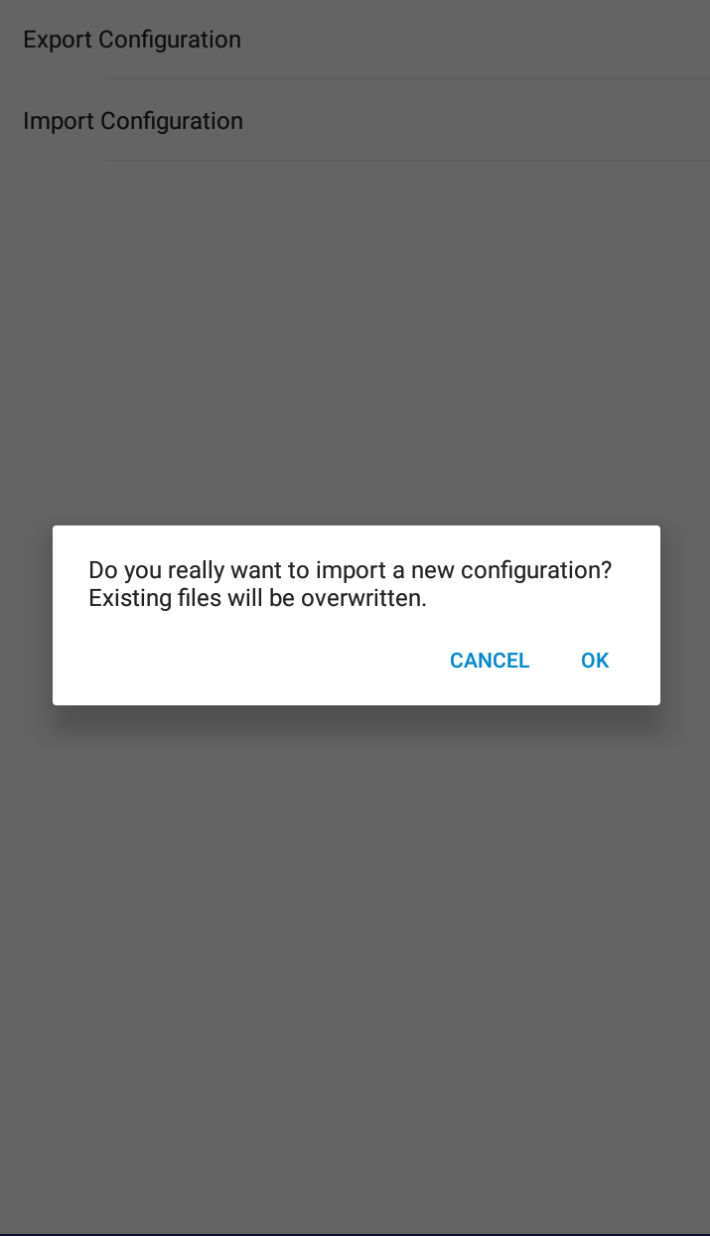 Export Configuration
Import Configuration
Do you really want to import a new configuration?
Existing files will be overwritten.
CANCEL OK